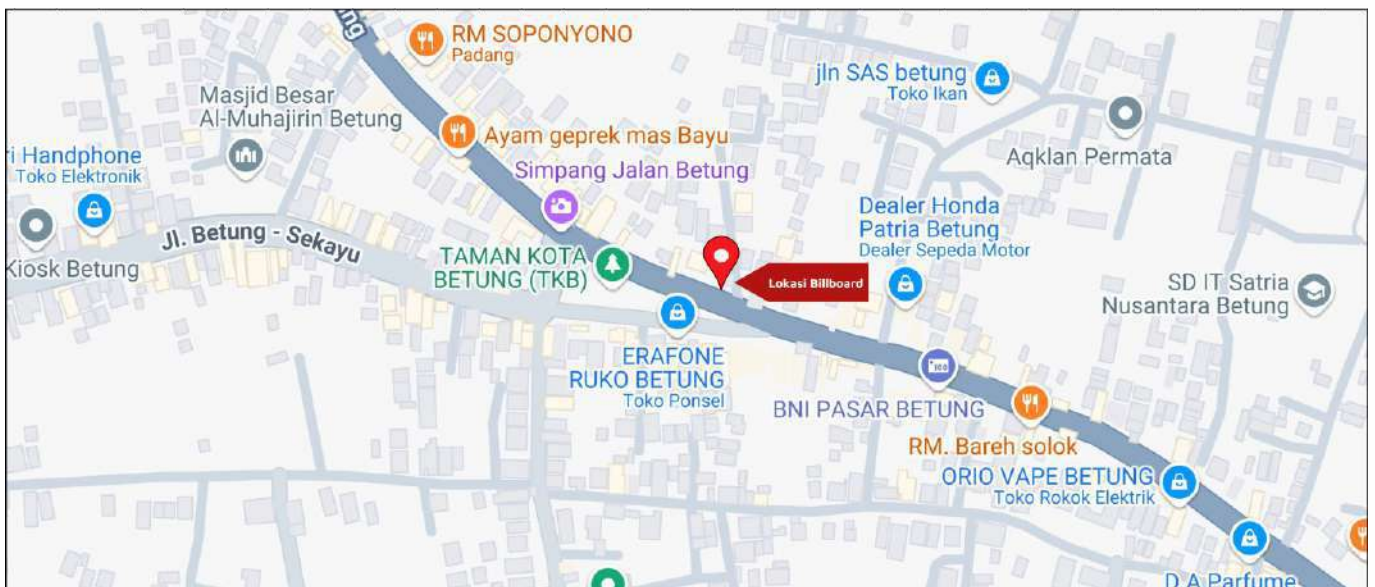 ang
RM SOPONYONO
Padang
jln SAS betung
Toko Ikan
Masjid Besar
Al-Muhajirin Betung
Ayam geprek mas Bayu
Aqklan Permata
ri Handphone
Toko Elektronik
Simpang Jalan Betung
Dealer Honda
Patria Betung
Dealer Sepeda Motor
Jl. Betung - Sekayu
Kiosk Betung
TAMAN KOTA
BETUNG (TKB)
Lokasi Billboard
SD IT Satria
Nusantara Betung
ERAFONE
RUKO BETUNG
Toko Ponsel
BNI PASAR BETUNG
RM. Bareh solok
ORIO VAPE BETUNG
Toko Rokok Elektrik
D.A Parfume